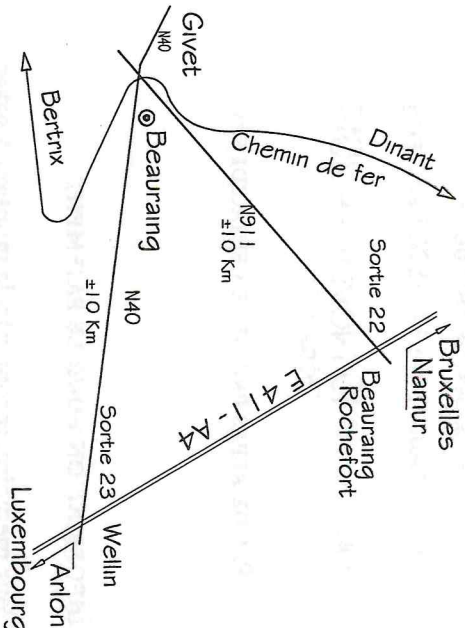 Givet
N40
Bertrix
Beauraing
Dinant
Chemin de fer
N911
±10 Km
N40
±10 Km
Sortie 22
Sortie 23
Bruxelles
Namur
Beauraing
Rochefort
E411-A4
Wellin
Arlon
Luxembourg